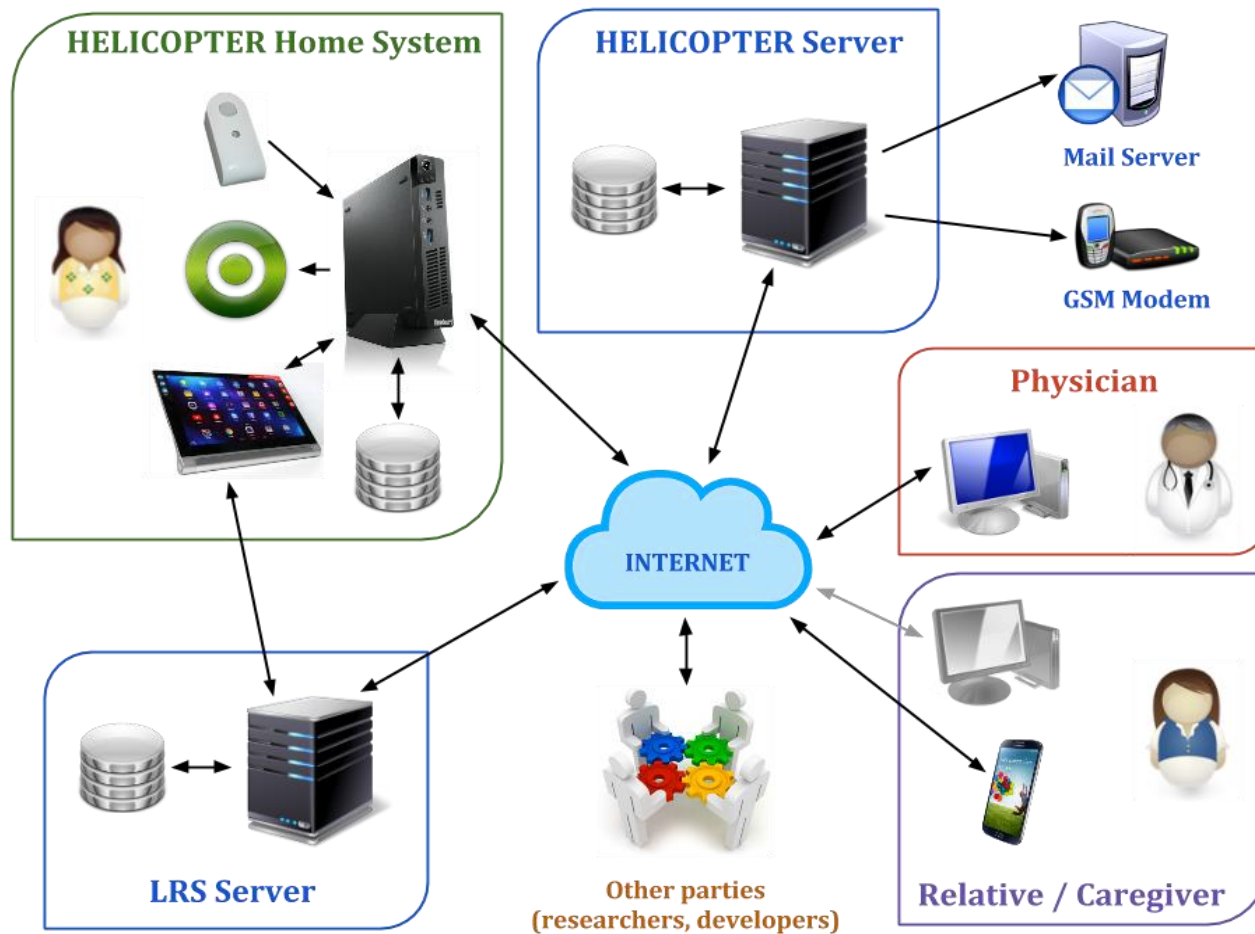 HELICOPTER Home System
HELICOPTER Server
Mail Server
GSM Modem
Physician
INTERNET
LRS Server
Other parties
(researchers, developers)
Relative / Caregiver